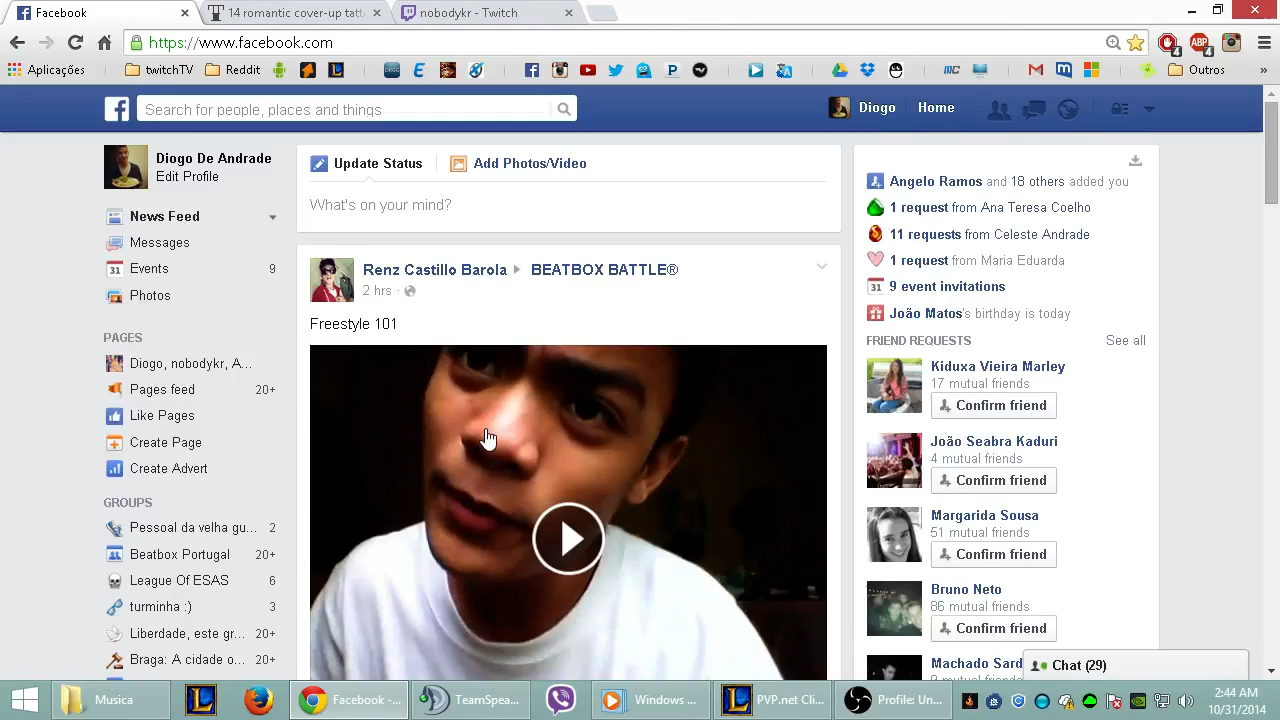 Facebook
14 romantic cover-up tatt
nobodykr - Twitch
https://www.facebook.com
Aplicações
twitchTV
Reddit
Outros
Search for people, places and things
Diogo
Home
Diogo De Andrade
Edit Profile
News Feed
Messages
Events 9
Photos
PAGES
Diogo, nobodykr, A...
Pages feed 20+
Like Pages
Create Page
Create Advert
GROUPS
Pessoal da velha gu... 2
Beatbox Portugal 20+
League Of ESAS 6
turminha :) 3
Liberdade, este gr... 20+
Braga: A cidade o... 20+
Update Status
Add Photos/Video
What's on your mind?
Renz Castillo Barola BEATBOX BATTLE®
2 hrs ·
Freestyle 101
Angelo Ramos and 18 others added you
1 request from Ana Teresa Coelho
11 requests from Celeste Andrade
1 request from Maria Eduarda
31 9 event invitations
João Matos's birthday is today
FRIEND REQUESTS See all
Kiduxa Vieira Marley
17 mutual friends
Confirm friend
João Seabra Kaduri
4 mutual friends
Confirm friend
Margarida Sousa
51 mutual friends
Confirm friend
Bruno Neto
86 mutual friends
Confirm friend
Machado Sard
Chat (29)
Musica
Facebook -...
TeamSpea...
Windows ...
PVP.net Cli...
Profile: Un...
2:44 AM
10/31/2014